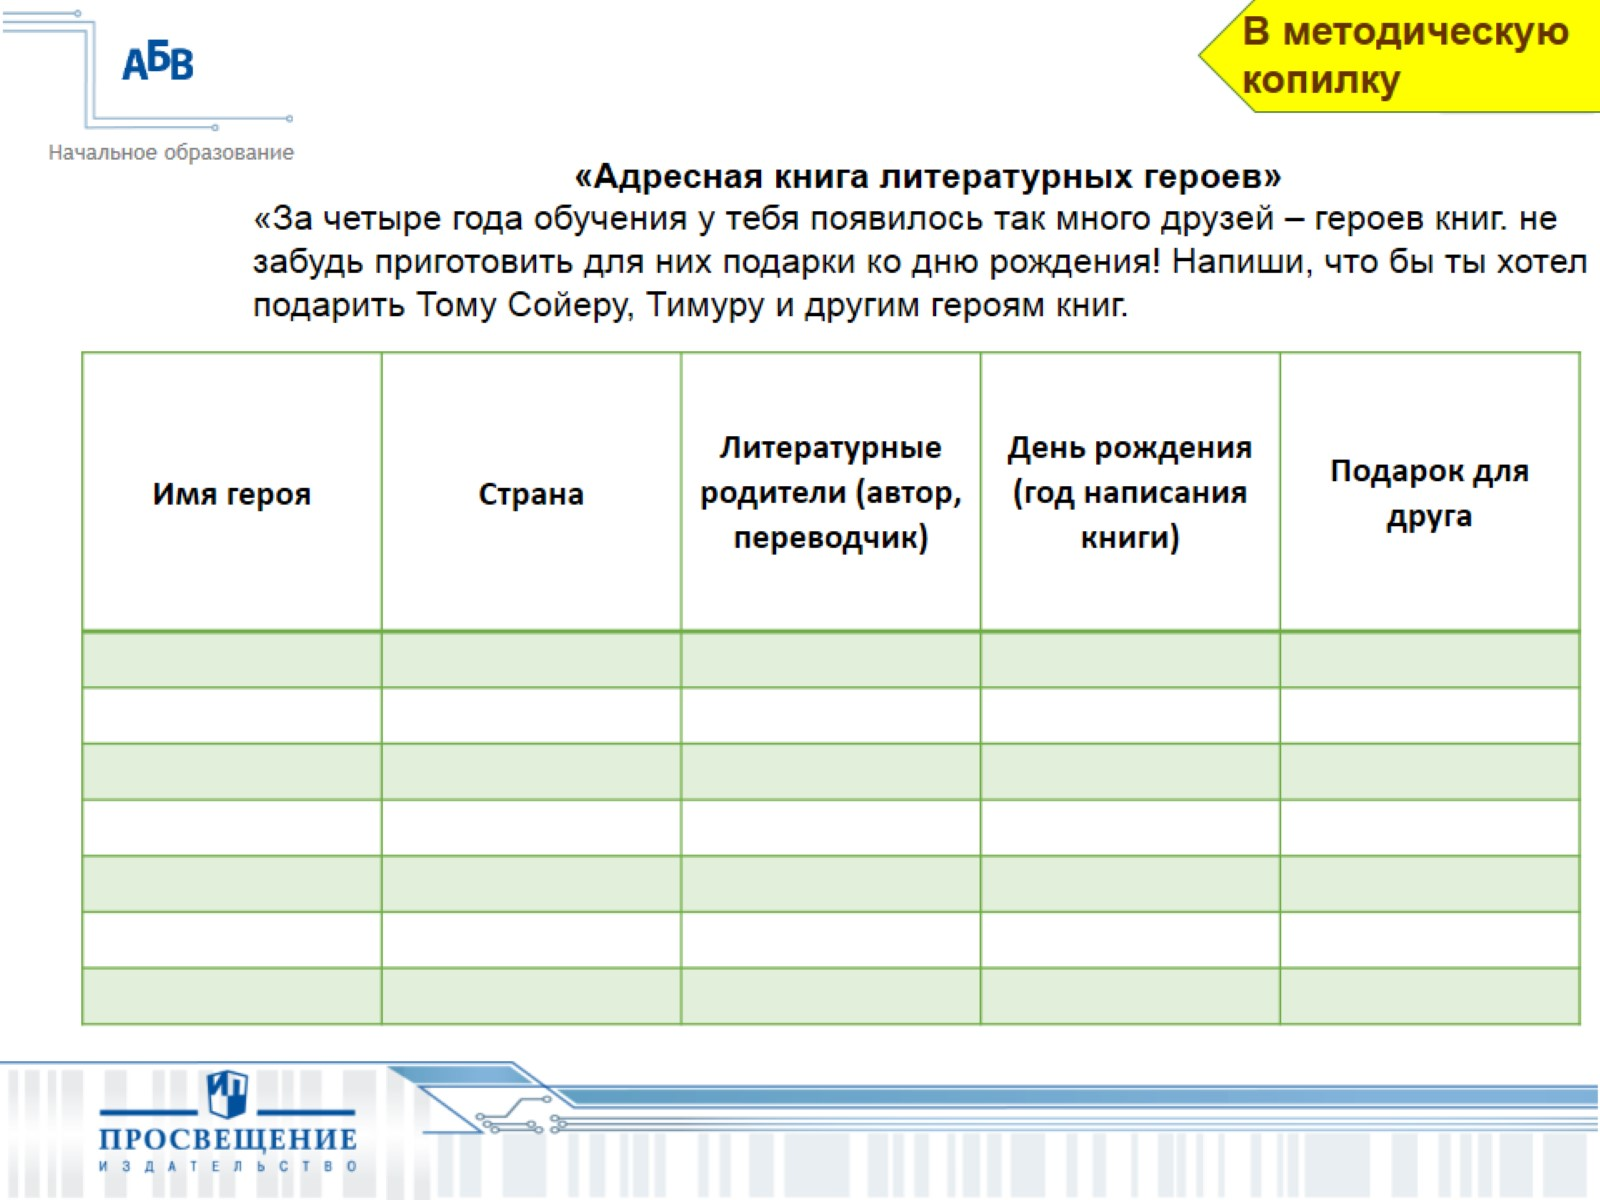 В методическую
копилку
АБВ
Начальное образование
«Адресная книга литературных героев»
«За четыре года обучения у тебя появилось так много друзей – героев книг. не
забудь приготовить для них подарки ко дню рождения! Напиши, что бы ты хотел
подарить Тому Сойеру, Тимуру и другим героям книг.
Имя героя
Страна
Литературные
родители (автор,
переводчик)
День рождения
(год написания
книги)
Подарок для
друга
ИП
ПРОСВЕЩЕНИЕ
ИЗДАТЕЛЬСТВО